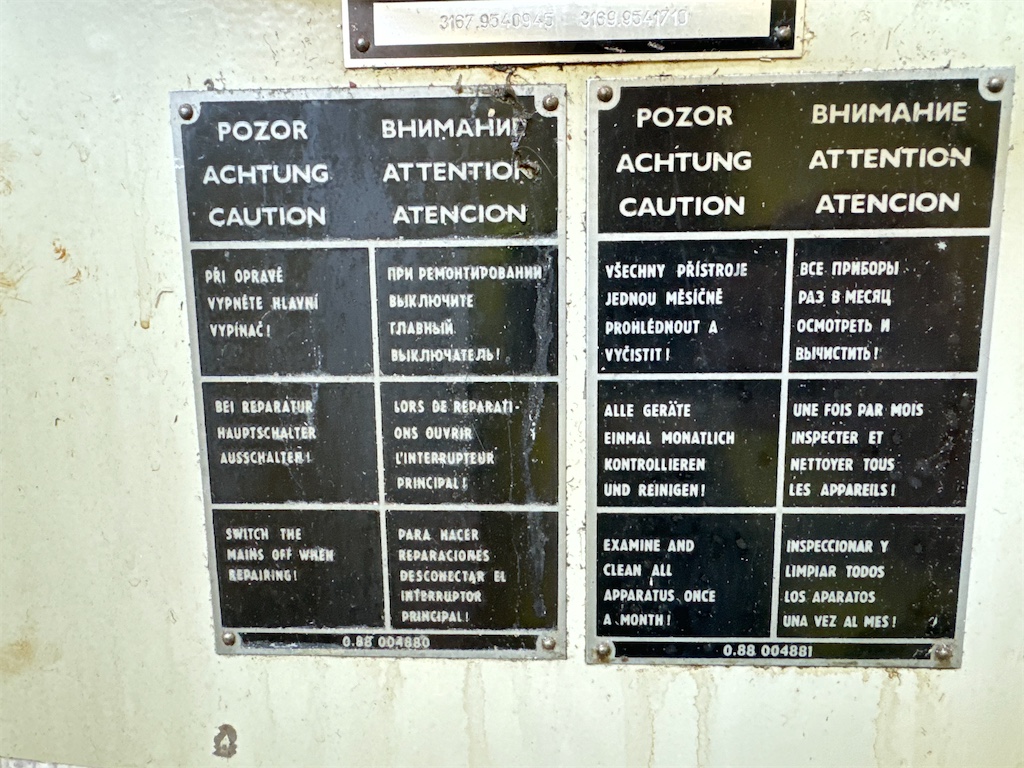 3167.9540945 3169.9541710
POZOR ВНИМАНИЕ
ACHTUNG ATTENTION
CAUTION ATENCION
PŘI OPRAVĚ
VYPNĚTE HLAVNÍ
VYPÍNAČ!
ПРИ РЕМОНТИРОВАНИИ
ВЫКЛЮЧИТЕ
ГЛАВНЫЙ
ВЫКЛЮЧАТЕЛЬ!
BEI REPARATUR
HAUPTSCHALTER
AUSSCHALTEN!
LORS DE REPARATI-
ONS OUVRIR
L'INTERRUPTEUR
PRINCIPAL!
SWITCH THE
MAINS OFF WHEN
REPAIRING!
PARA HACER
REPARACIONES
DESCONECTAR EL
INTERRUPTOR
PRINCIPAL!
0.88 004880
POZOR ВНИМАНИЕ
ACHTUNG ATTENTION
CAUTION ATENCION
VŠECHNY PŘÍSTROJE
JEDNOU MĚSÍČNĚ
PROHLÉDNOUT A
VYČISTIT!
ВСЕ ПРИБОРЫ
РАЗ В МЕСЯЦ
ОСМОТРЕТЬ И
ВЫЧИСТИТЬ!
ALLE GERÄTE
EINMAL MONATLICH
KONTROLLIEREN
UND REINIGEN!
UNE FOIS PAR MOIS
INSPECTER ET
NETTOYER TOUS
LES APPAREILS!
EXAMINE AND
CLEAN ALL
APPARATUS ONCE
A MONTH!
INSPECCIONAR Y
LIMPIAR TODOS
LOS APARATOS
UNA VEZ AL MES!
0.88 004881